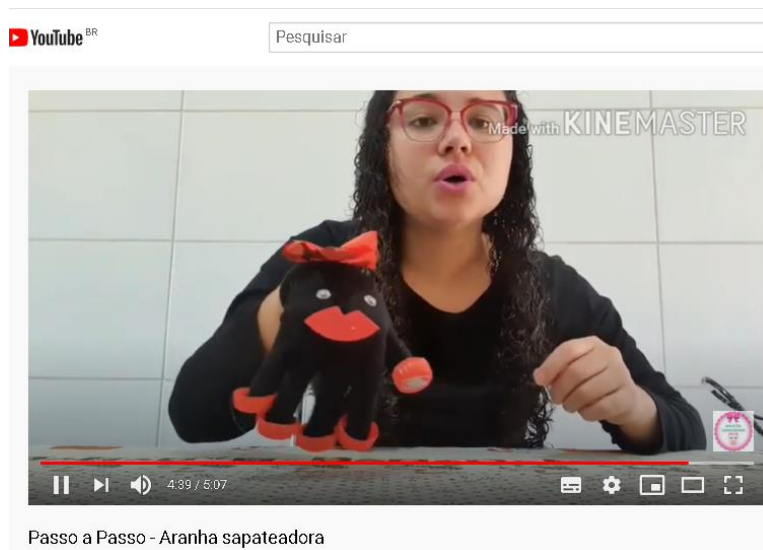 YouTube BR
Pesquisar
Made with KINEMASTER
4:39 / 5:07
Passo a Passo - Aranha sapateadora